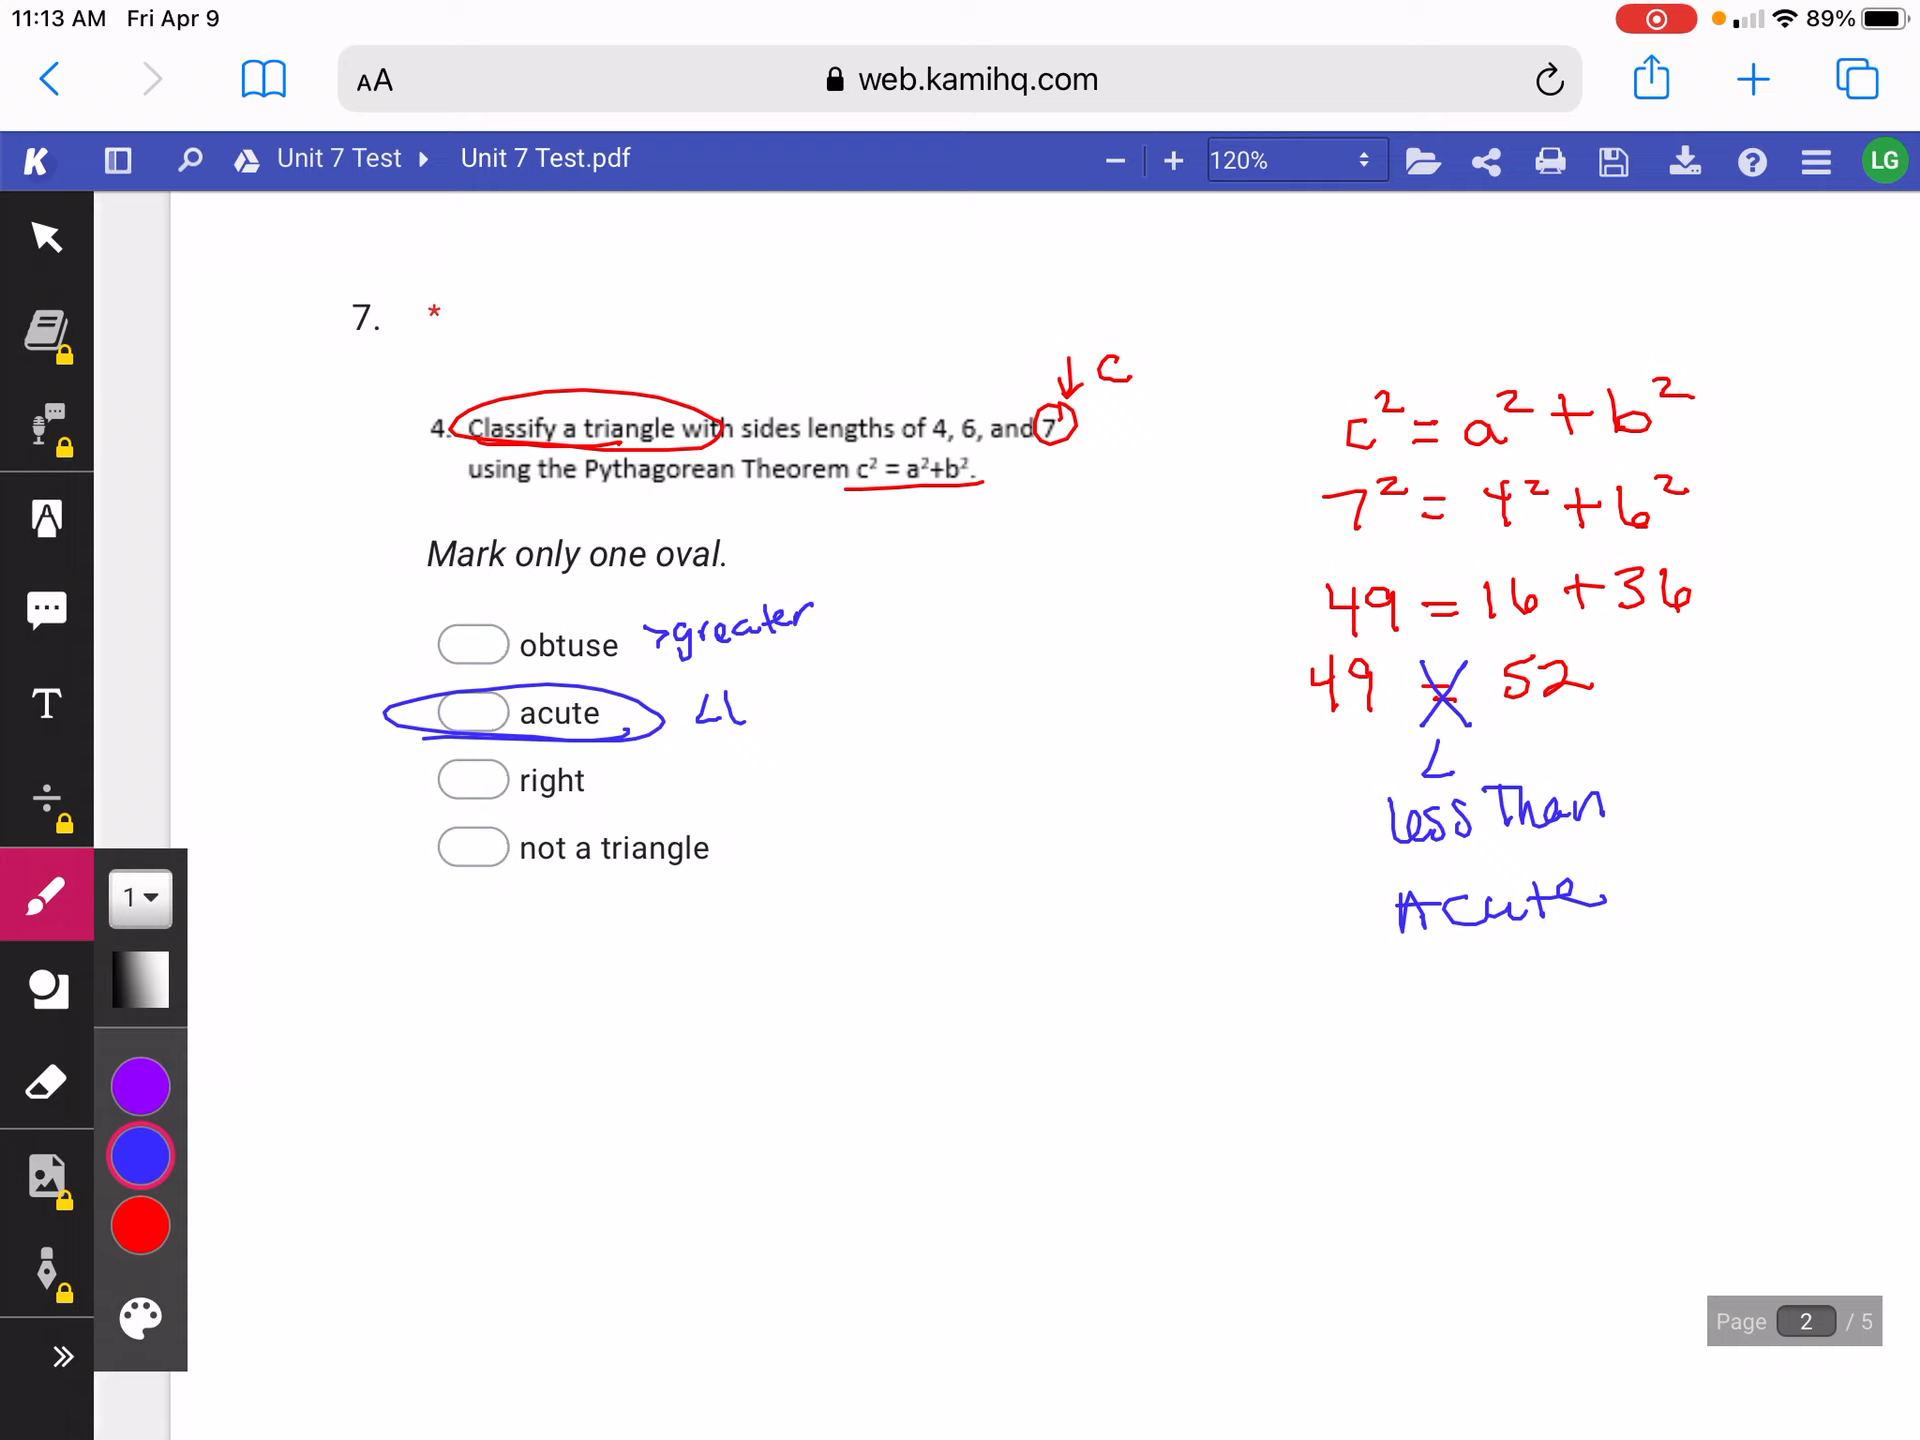 11:13 AM Fri Apr 9
89%
AA
web.kamihq.com
K
Unit 7 Test
Unit 7 Test.pdf
120%
LG
7. *
C
4. Classify a triangle with sides lengths of 4, 6, and 7
using the Pythagorean Theorem c² = a²+b².
c² = a² + b²
7² = 4² + 6²
Mark only one oval.
49 = 16 + 36
obtuse >greater
49 = 52
acute
<
right
less Than
not a triangle
Acute
T
1
Page 2 / 5